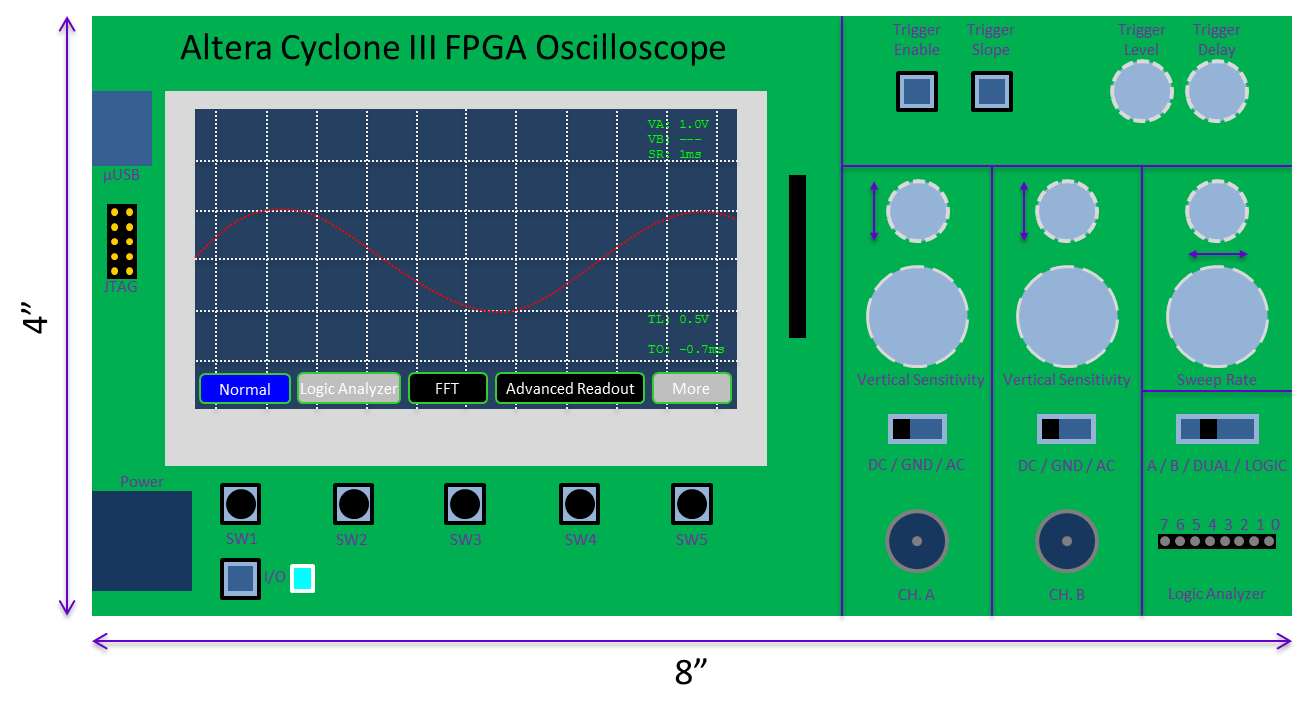 Altera Cyclone III FPGA Oscilloscope
Trigger
Enable
Trigger
Slope
Trigger
Level
Trigger
Delay
VA: 1.0V
VB: ---
SR: 1ms
µUSB
JTAG
4”
TL: 0.5V
TO: -0.7ms
Normal
Logic Analyzer
FFT
Advanced Readout
More
Vertical Sensitivity
Vertical Sensitivity
Sweep Rate
DC / GND / AC
DC / GND / AC
A / B / DUAL / LOGIC
Power
SW1
SW2
SW3
SW4
SW5
7 6 5 4 3 2 1 0
I/O
CH. A
CH. B
Logic Analyzer
8”